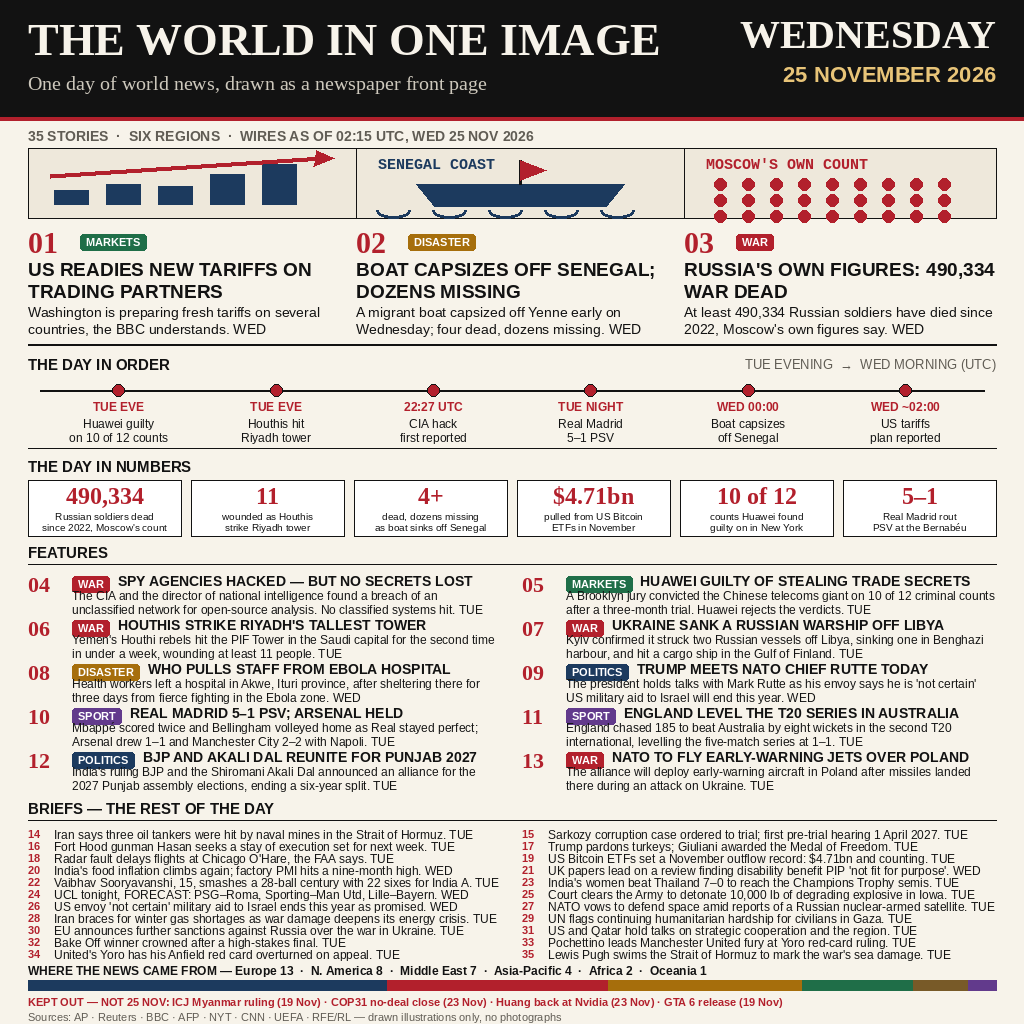 THE WORLD IN ONE IMAGE
WEDNESDAY
One day of world news, drawn as a newspaper front page
25 NOVEMBER 2026
35 STORIES · SIX REGIONS · WIRES AS OF 02:15 UTC, WED 25 NOV 2026
SENEGAL COAST
MOSCOW'S OWN COUNT
01 MARKETS
US READIES NEW TARIFFS ON
TRADING PARTNERS
Washington is preparing fresh tariffs on several
countries, the BBC understands. WED
02 DISASTER
BOAT CAPSIZES OFF SENEGAL;
DOZENS MISSING
A migrant boat capsized off Yenne early on
Wednesday; four dead, dozens missing. WED
03 WAR
RUSSIA'S OWN FIGURES: 490,334
WAR DEAD
At least 490,334 Russian soldiers have died since
2022, Moscow's own figures say. WED
THE DAY IN ORDER
TUE EVENING → WED MORNING (UTC)
TUE EVE
Huawei guilty
on 10 of 12 counts
TUE EVE
Houthis hit
Riyadh tower
22:27 UTC
CIA hack
first reported
TUE NIGHT
Real Madrid
5–1 PSV
WED 00:00
Boat capsizes
off Senegal
WED ~02:00
US tariffs
plan reported
THE DAY IN NUMBERS
490,334
Russian soldiers dead
since 2022, Moscow's count
11
wounded as Houthis
strike Riyadh tower
4+
dead, dozens missing
as boat sinks off Senegal
$4.71bn
pulled from US Bitcoin
ETFs in November
10 of 12
counts Huawei found
guilty on in New York
5–1
Real Madrid rout
PSV at the Bernabéu
FEATURES
04 WAR SPY AGENCIES HACKED — BUT NO SECRETS LOST
The CIA and the director of national intelligence found a breach of an
unclassified network for open-source analysis. No classified systems hit. TUE
05 MARKETS HUAWEI GUILTY OF STEALING TRADE SECRETS
A Brooklyn jury convicted the Chinese telecoms giant on 10 of 12 criminal counts
after a three-month trial. Huawei rejects the verdicts. TUE
06 WAR HOUTHIS STRIKE RIYADH'S TALLEST TOWER
Yemen's Houthi rebels hit the PIF Tower in the Saudi capital for the second time
in under a week, wounding at least 11 people. TUE
07 WAR UKRAINE SANK A RUSSIAN WARSHIP OFF LIBYA
Kyiv confirmed it struck two Russian vessels off Libya, sinking one in Benghazi
harbour, and hit a cargo ship in the Gulf of Finland. TUE
08 DISASTER WHO PULLS STAFF FROM EBOLA HOSPITAL
Health workers left a hospital in Akwe, Ituri province, after sheltering there for
three days from fierce fighting in the Ebola zone. WED
09 POLITICS TRUMP MEETS NATO CHIEF RUTTE TODAY
The president holds talks with Mark Rutte as his envoy says he is 'not certain'
US military aid to Israel will end this year. WED
10 SPORT REAL MADRID 5–1 PSV; ARSENAL HELD
Mbappe scored twice and Bellingham volleyed home as Real stayed perfect;
Arsenal drew 1–1 and Manchester City 2–2 with Napoli. TUE
11 SPORT ENGLAND LEVEL THE T20 SERIES IN AUSTRALIA
England chased 185 to beat Australia by eight wickets in the second T20
international, levelling the five-match series at 1–1. TUE
12 POLITICS BJP AND AKALI DAL REUNITE FOR PUNJAB 2027
India's ruling BJP and the Shiromani Akali Dal announced an alliance for the
2027 Punjab assembly elections, ending a six-year split. TUE
13 WAR NATO TO FLY EARLY-WARNING JETS OVER POLAND
The alliance will deploy early-warning aircraft in Poland after missiles landed
there during an attack on Ukraine. TUE
BRIEFS — THE REST OF THE DAY
14 Iran says three oil tankers were hit by naval mines in the Strait of Hormuz. TUE
15 Sarkozy corruption case ordered to trial; first pre-trial hearing 1 April 2027. TUE
16 Fort Hood gunman Hasan seeks a stay of execution set for next week. TUE
17 Trump pardons turkeys; Giuliani awarded the Medal of Freedom. TUE
18 Radar fault delays flights at Chicago O'Hare, the FAA says. TUE
19 US Bitcoin ETFs set a November outflow record: $4.71bn and counting. TUE
20 India's food inflation climbs again; factory PMI hits a nine-month high. WED
21 UK papers lead on a review finding disability benefit PIP 'not fit for purpose'. WED
22 Vaibhav Sooryavanshi, 15, smashes a 28-ball century with 22 sixes for India A. TUE
23 India's women beat Thailand 7–0 to reach the Champions Trophy semis. TUE
24 UCL tonight, FORECAST: PSG–Roma, Sporting–Man Utd, Lille–Bayern. WED
25 Court clears the Army to detonate 10,000 lb of degrading explosive in Iowa. TUE
26 US envoy 'not certain' military aid to Israel ends this year as promised. WED
27 NATO vows to defend space amid reports of a Russian nuclear-armed satellite. TUE
28 Iran braces for winter gas shortages as war damage deepens its energy crisis. TUE
29 UN flags continuing humanitarian hardship for civilians in Gaza. TUE
30 EU announces further sanctions against Russia over the war in Ukraine. TUE
31 US and Qatar hold talks on strategic cooperation and the region. TUE
32 Bake Off winner crowned after a high-stakes final. TUE
33 Pochettino leads Manchester United fury at Yoro red-card ruling. TUE
34 United's Yoro has his Anfield red card overturned on appeal. TUE
35 Lewis Pugh swims the Strait of Hormuz to mark the war's sea damage. TUE
WHERE THE NEWS CAME FROM — Europe 13 · N. America 8 · Middle East 7 · Asia-Pacific 4 · Africa 2 · Oceania 1
KEPT OUT — NOT 25 NOV: ICJ Myanmar ruling (19 Nov) · COP31 no-deal close (23 Nov) · Huang back at Nvidia (23 Nov) · GTA 6 release (19 Nov)
Sources: AP · Reuters · BBC · AFP · NYT · CNN · UEFA · RFE/RL — drawn illustrations only, no photographs